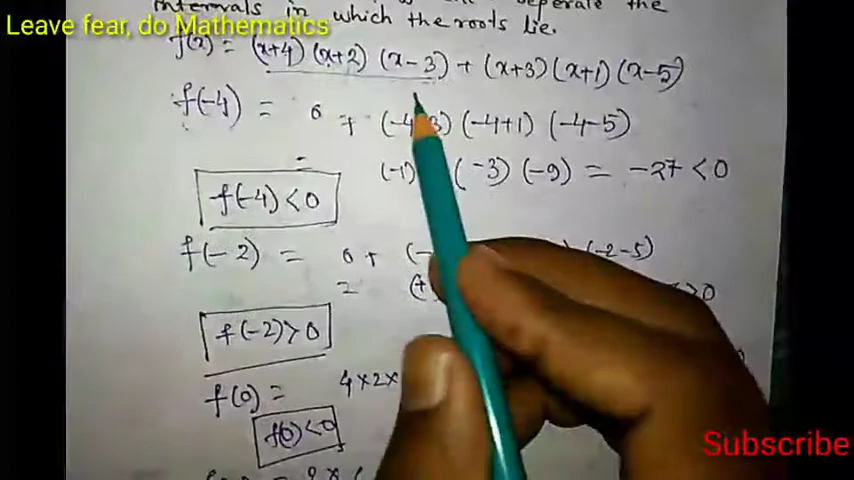 intervals in which the roots lie.
Leave fear, do Mathematics
f(x) = (x+4) (x+2) (x-3) + (x+3) (x+1) (x-5)
f(-4) = 0 + (-4 3) (-4+1) (-4-5)
= (-1) (-3) (-9) = -27 < 0
f(-4) < 0
f(-2) = 0 + (- ) (-2-5)
= (+ >0
f(-2) > 0
f(0) = 4×2×
f(0) < 0
Subscribe